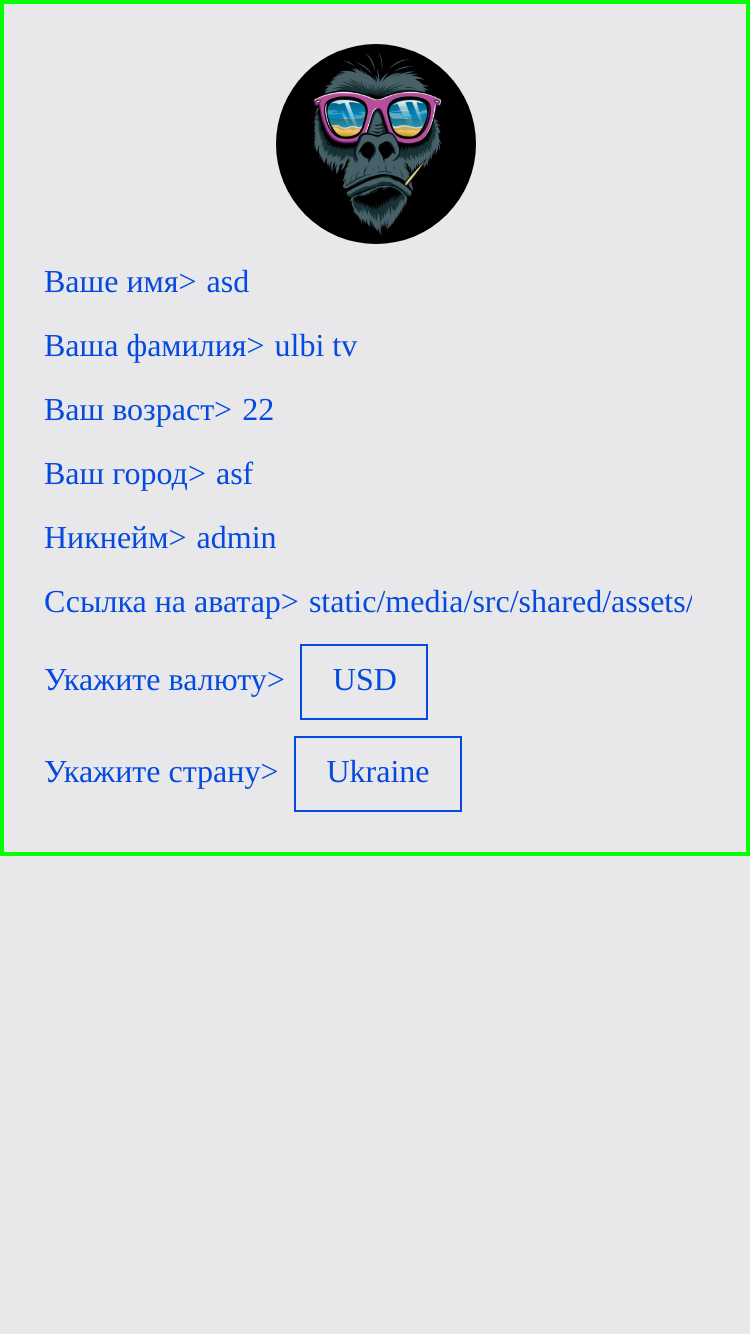 Ваше имя> asd
Ваша фамилия> ulbi tv
Ваш возраст> 22
Ваш город> asf
Никнейм> admin
Ссылка на аватар> static/media/src/shared/assets/
Укажите валюту> USD
Укажите страну> Ukraine